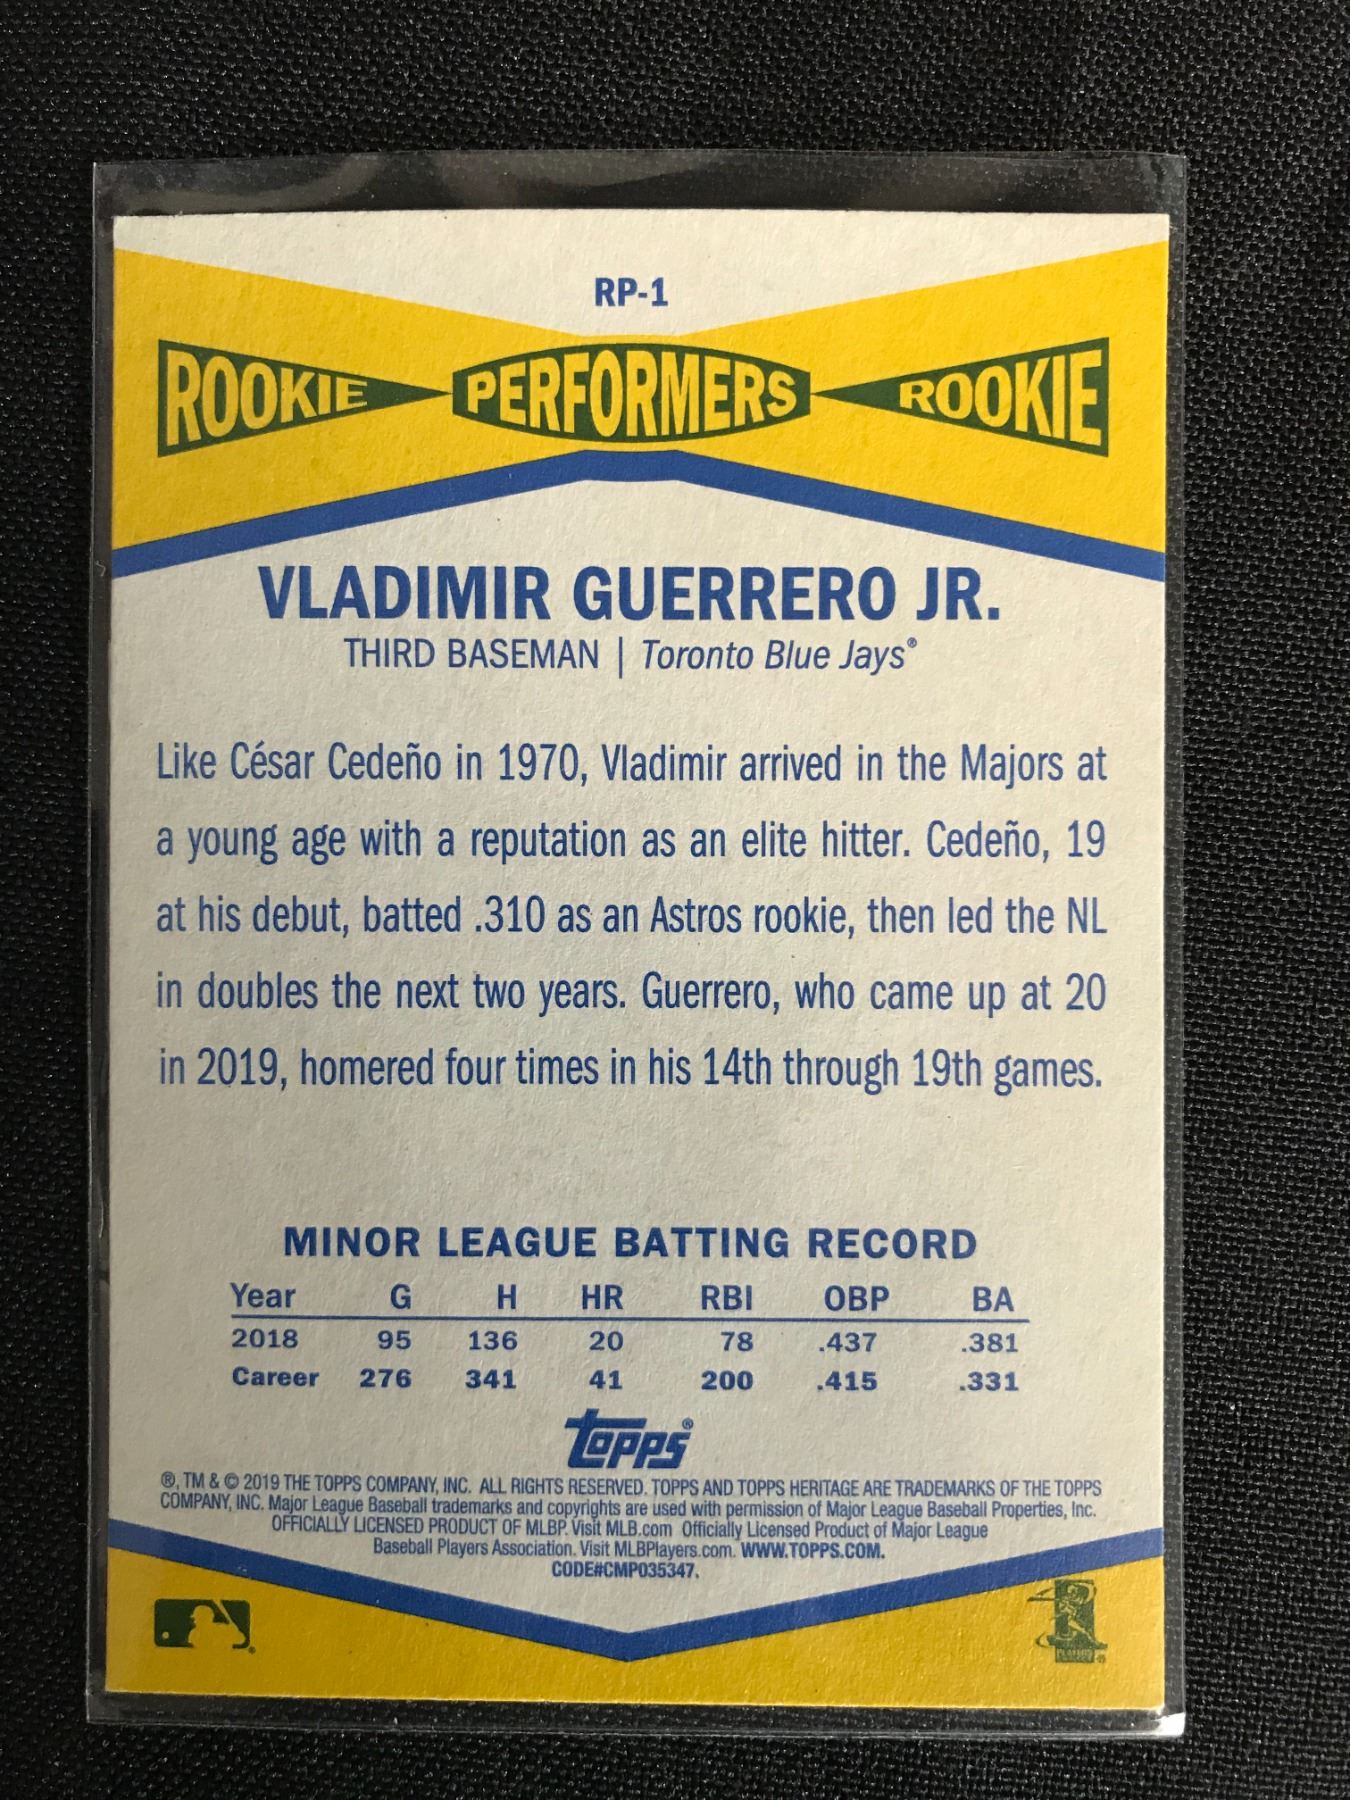 RP-1
ROOKIE PERFORMERS ROOKIE
VLADIMIR GUERRERO JR.
THIRD BASEMAN | Toronto Blue Jays®
Like César Cedeño in 1970, Vladimir arrived in the Majors at
a young age with a reputation as an elite hitter. Cedeño, 19
at his debut, batted .310 as an Astros rookie, then led the NL
in doubles the next two years. Guerrero, who came up at 20
in 2019, homered four times in his 14th through 19th games.
MINOR LEAGUE BATTING RECORD
Year G H HR RBI OBP BA
2018 95 136 20 78 .437 .381
Career 276 341 41 200 .415 .331
topps®
®, TM & © 2019 THE TOPPS COMPANY, INC. ALL RIGHTS RESERVED. TOPPS AND TOPPS HERITAGE ARE TRADEMARKS OF THE TOPPS
COMPANY, INC. Major League Baseball trademarks and copyrights are used with permission of Major League Baseball Properties, Inc.
OFFICIALLY LICENSED PRODUCT OF MLBP. Visit MLB.com Officially Licensed Product of Major League
Baseball Players Association. Visit MLBPlayers.com. WWW.TOPPS.COM.
CODE#CMP035347.
PLAYERS